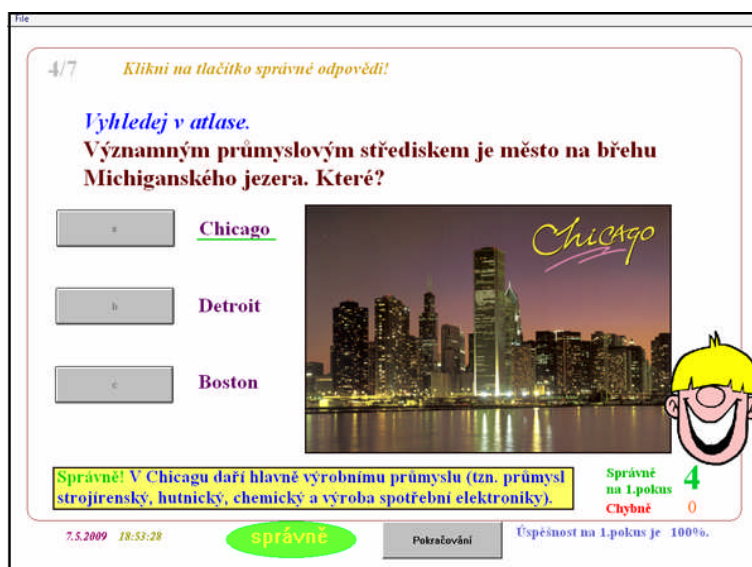 File
4/7 Klikni na tlačítko správné odpovědi!
Vyhledej v atlase.
Významným průmyslovým střediskem je město na břehu
Michiganského jezera. Které?
a Chicago
Chicago
b Detroit
c Boston
Správně! V Chicagu daří hlavně výrobnímu průmyslu (tzn. průmysl
strojírenský, hutnický, chemický a výroba spotřební elektroniky).
Správně
na 1.pokus 4
Chybně 0
7.5.2009 18:53:28 správně Pokračování Úspěšnost na 1.pokus je 100%.